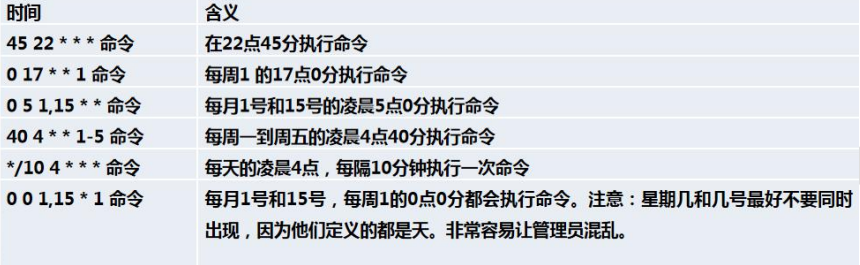 时间 含义
45 22 * * * 命令 在22点45分执行命令
0 17 * * 1 命令 每周1 的17点0分执行命令
0 5 1,15 * * 命令 每月1号和15号的凌晨5点0分执行命令
40 4 * * 1-5 命令 每周一到周五的凌晨4点40分执行命令
*/10 4 * * * 命令 每天的凌晨4点，每隔10分钟执行一次命令
0 0 1,15 * 1 命令 每月1号和15号，每周1的0点0分都会执行命令。注意：星期几和几号最好不要同时
出现，因为他们定义的都是天。非常容易让管理员混乱。